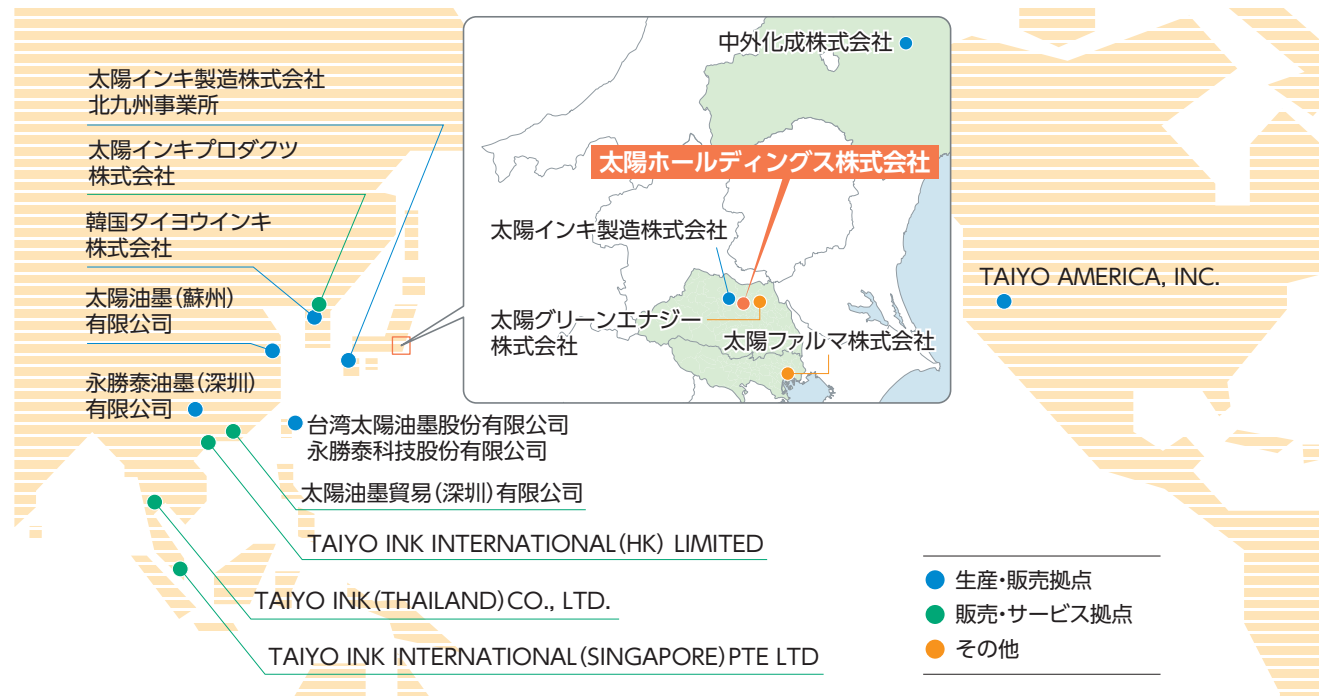 太陽インキ製造株式会社
北九州事業所
太陽インキプロダクツ
株式会社
韓国タイヨウインキ
株式会社
太陽油墨(蘇州)
有限公司
永勝泰油墨(深圳)
有限公司
中外化成株式会社
太陽ホールディングス株式会社
太陽インキ製造株式会社
太陽グリーンエナジー
株式会社
太陽ファルマ株式会社
TAIYO AMERICA, INC.
台湾太陽油墨股份有限公司
永勝泰科技股份有限公司
太陽油墨貿易(深圳)有限公司
TAIYO INK INTERNATIONAL(HK) LIMITED
TAIYO INK(THAILAND)CO., LTD.
TAIYO INK INTERNATIONAL(SINGAPORE)PTE LTD
生産・販売拠点
販売・サービス拠点
その他